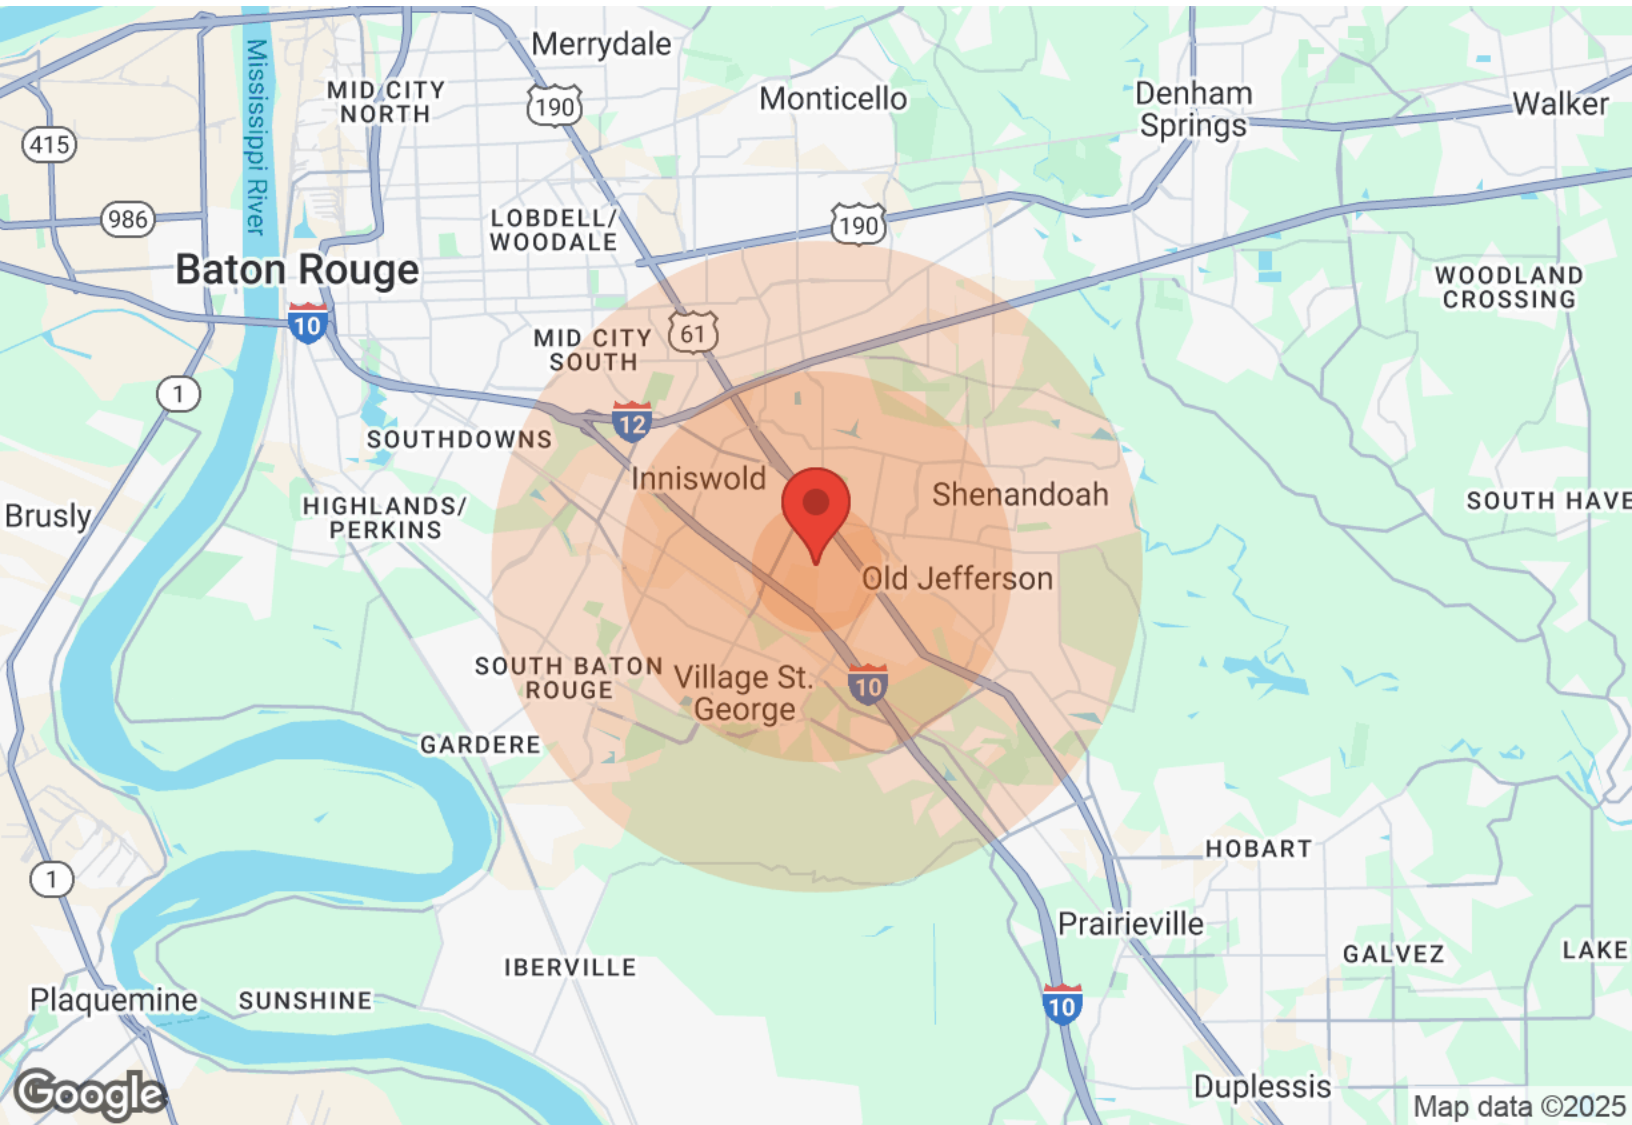 Merrydale
Mississippi River
MID CITY
NORTH
190
Monticello
Denham
Springs
Walker
415
986
LOBDELL/
WOODALE
190
Baton Rouge
WOODLAND
CROSSING
10
61
MID CITY
SOUTH
1
12
SOUTHDOWNS
Inniswold
Shenandoah
SOUTH HAVE
Brusly
HIGHLANDS/
PERKINS
Old Jefferson
SOUTH BATON
ROUGE
Village St.
George
10
GARDERE
HOBART
1
Prairieville
GALVEZ
LAKE
IBERVILLE
Plaquemine
SUNSHINE
10
Duplessis
Google
Map data ©2025